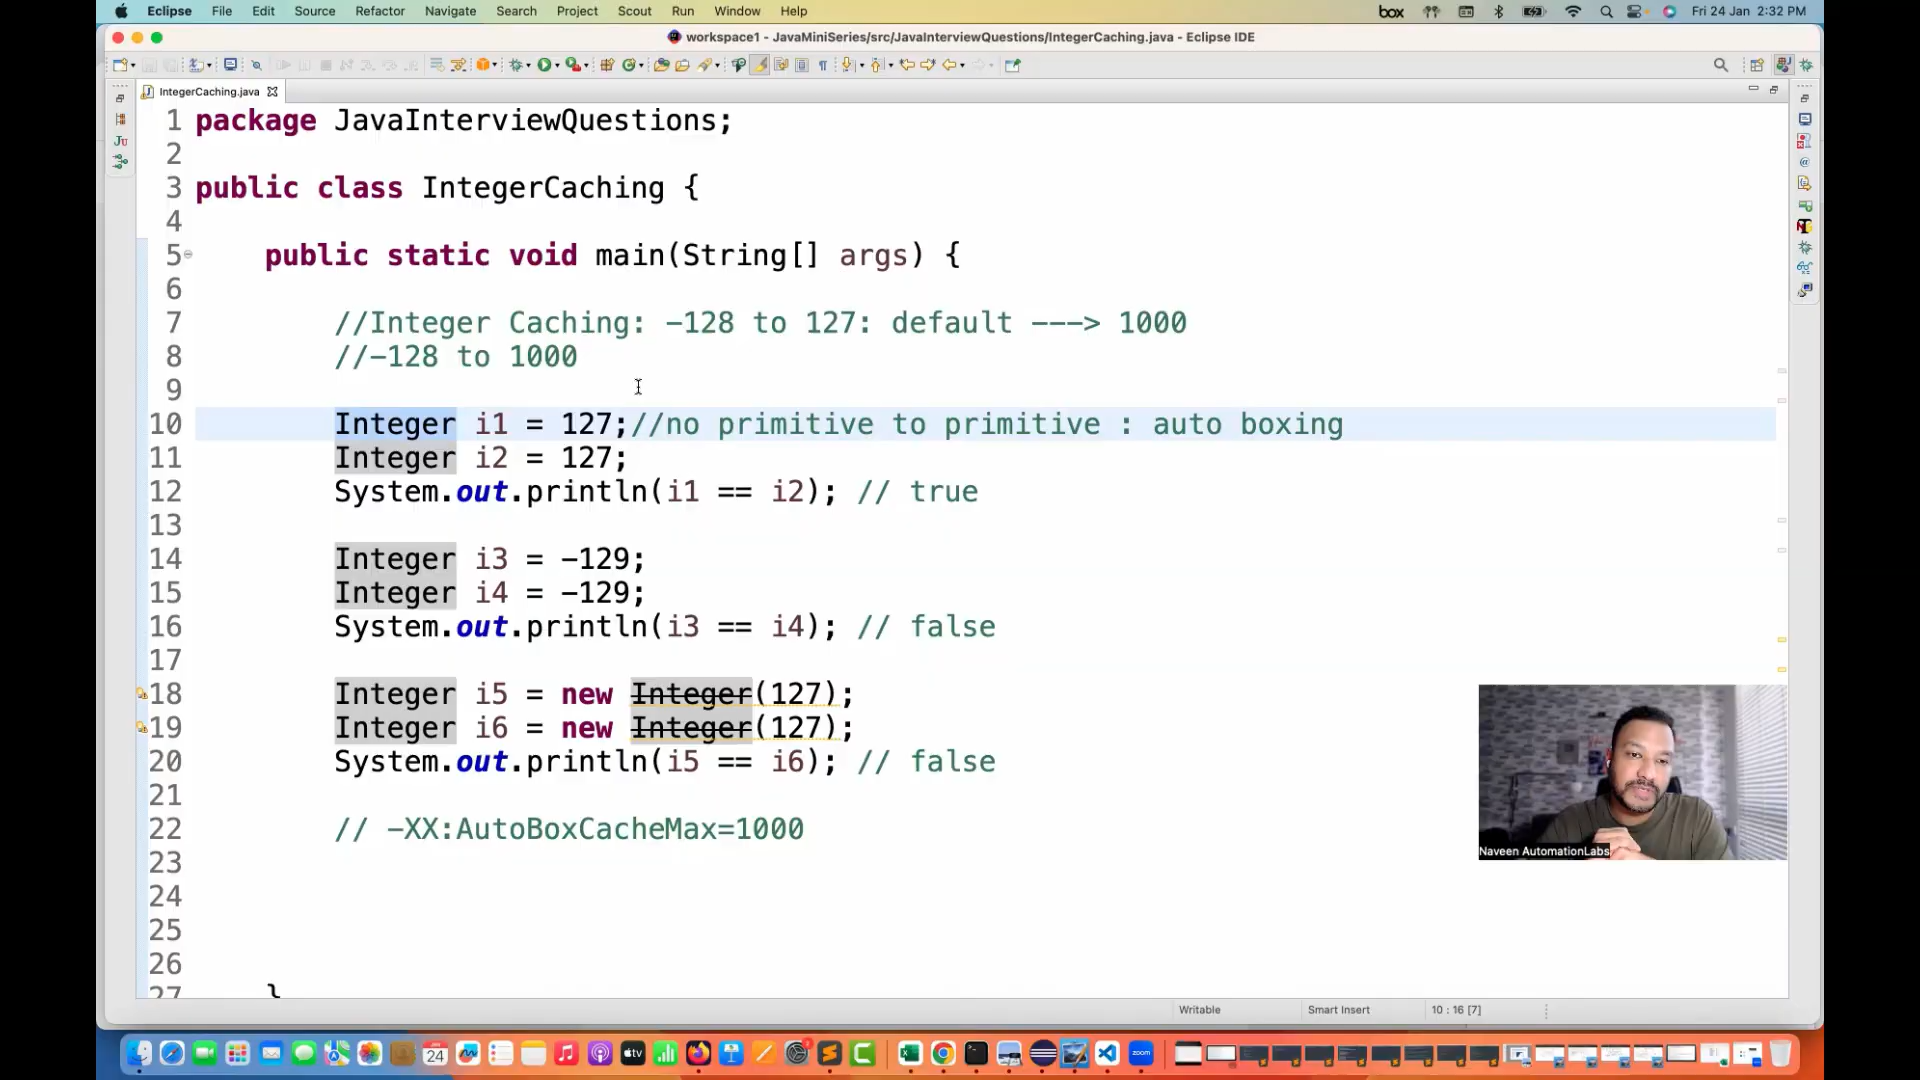 Eclipse File Edit Source Refactor Navigate Search Project Scout Run Window Help box Fri 24 Jan 2:32 PM
workspace1 - JavaMiniSeries/src/JavaInterviewQuestions/IntegerCaching.java - Eclipse IDE
IntegerCaching.java
1 package JavaInterviewQuestions;
2
3 public class IntegerCaching {
4
5 public static void main(String[] args) {
6
7 //Integer Caching: -128 to 127: default ---> 1000
8 //-128 to 1000
9
10 Integer i1 = 127;//no primitive to primitive : auto boxing
11 Integer i2 = 127;
12 System.out.println(i1 == i2); // true
13
14 Integer i3 = -129;
15 Integer i4 = -129;
16 System.out.println(i3 == i4); // false
17
18 Integer i5 = new Integer(127);
19 Integer i6 = new Integer(127);
20 System.out.println(i5 == i6); // false
21
22 // -XX:AutoBoxCacheMax=1000
23
24
25
26
27 }
Naveen AutomationLabs
Writable Smart Insert 10 : 16 [7]
24 tv zoom